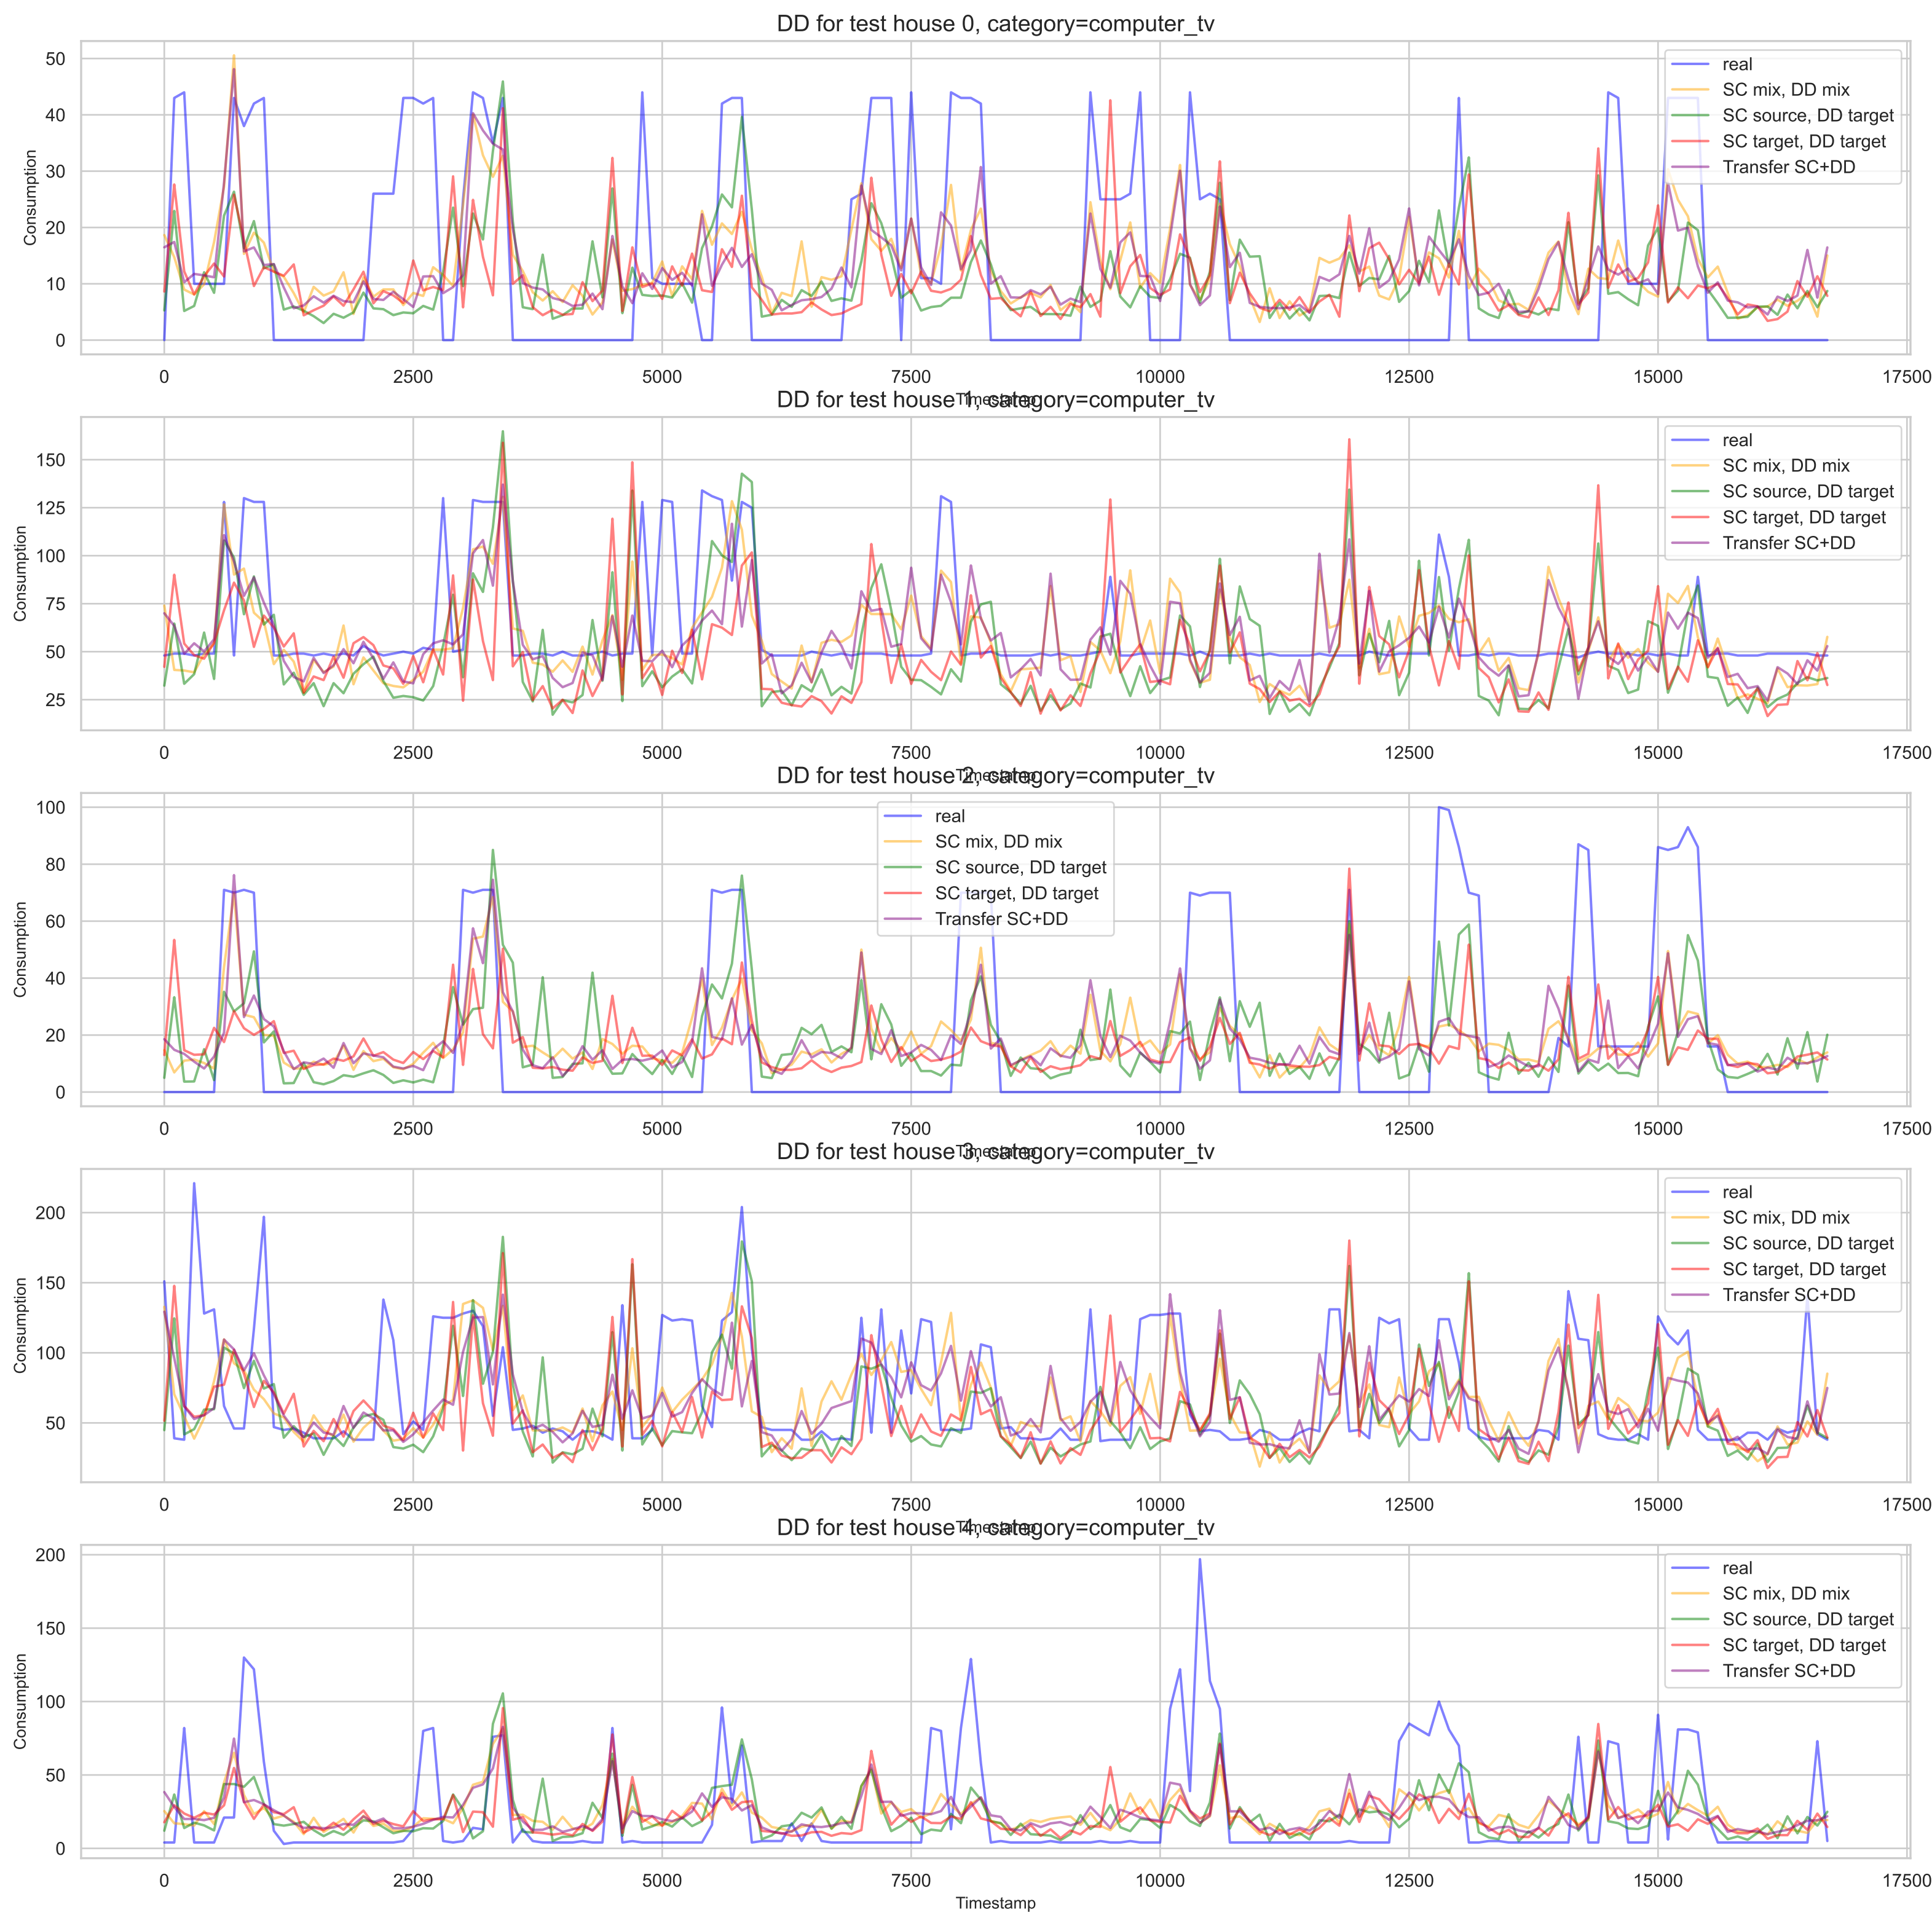 DD for test house 0, category=computer_tv
Consumption
50
40
30
20
10
0
real
SC mix, DD mix
SC source, DD target
SC target, DD target
Transfer SC+DD
0
2500
5000
7500
10000
12500
15000
17500
Timestamp
DD for test house 1, category=computer_tv
Consumption
150
125
100
75
50
25
real
SC mix, DD mix
SC source, DD target
SC target, DD target
Transfer SC+DD
0
2500
5000
7500
10000
12500
15000
17500
Timestamp
DD for test house 2, category=computer_tv
Consumption
100
80
60
40
20
0
real
SC mix, DD mix
SC source, DD target
SC target, DD target
Transfer SC+DD
0
2500
5000
7500
10000
12500
15000
17500
Timestamp
DD for test house 3, category=computer_tv
Consumption
200
150
100
50
real
SC mix, DD mix
SC source, DD target
SC target, DD target
Transfer SC+DD
0
2500
5000
7500
10000
12500
15000
17500
Timestamp
DD for test house 4, category=computer_tv
Consumption
200
150
100
50
0
real
SC mix, DD mix
SC source, DD target
SC target, DD target
Transfer SC+DD
0
2500
5000
7500
10000
12500
15000
17500
Timestamp